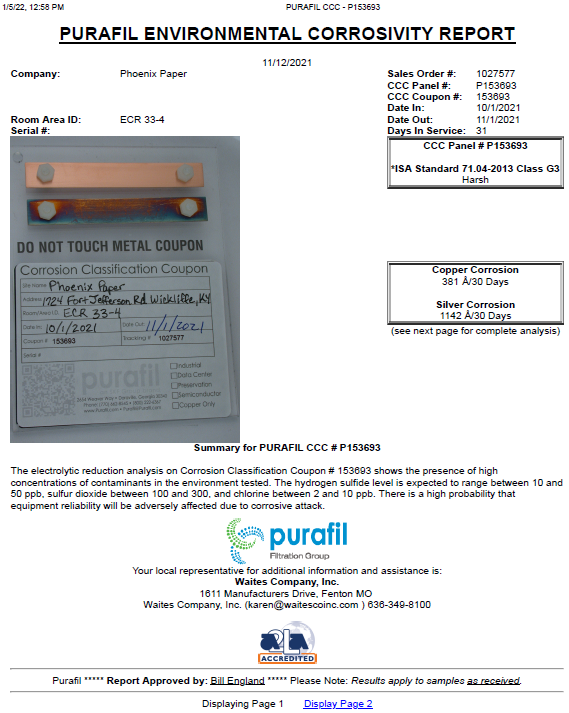 1/5/22, 12:58 PM PURAFIL CCC - P153693
PURAFIL ENVIRONMENTAL CORROSIVITY REPORT
11/12/2021
Company: Phoenix Paper
Sales Order #: 1027577
CCC Panel #: P153693
CCC Coupon #: 153693
Date In: 10/1/2021
Room Area ID: ECR 33-4
Date Out: 11/1/2021
Serial #:
Days In Service: 31
CCC Panel # P153693
*ISA Standard 71.04-2013 Class G3
Harsh
DO NOT TOUCH METAL COUPON
Corrosion Classification Coupon
Site Name Phoenix Paper
Address 1724 Fort Jefferson Rd Wickliffe, KY
Room/Area I.D. ECR 33-4
Date In: 10/1/2021 Date Out 11/1/2021
Coupon # 153693 Tracking # 1027577
Serial #
purafil
Industrial
Data Center
Preservation
Semiconductor
Copper Only
Copper Corrosion
381 Å/30 Days
Silver Corrosion
1142 Å/30 Days
(see next page for complete analysis)
Summary for PURAFIL CCC # P153693
The electrolytic reduction analysis on Corrosion Classification Coupon # 153693 shows the presence of high
concentrations of contaminants in the environment tested. The hydrogen sulfide level is expected to range between 10 and
50 ppb, sulfur dioxide between 100 and 300, and chlorine between 2 and 10 ppb. There is a high probability that
equipment reliability will be adversely affected due to corrosive attack.
purafil
Filtration Group
Your local representative for additional information and assistance is:
Waites Company, Inc.
1611 Manufacturers Drive, Fenton MO
Waites Company, Inc. (karen@waitescoinc.com ) 636-349-8100
A2LA
ACCREDITED
Purafil ***** Report Approved by: Bill England ***** Please Note: Results apply to samples as received.
Displaying Page 1 Display Page 2